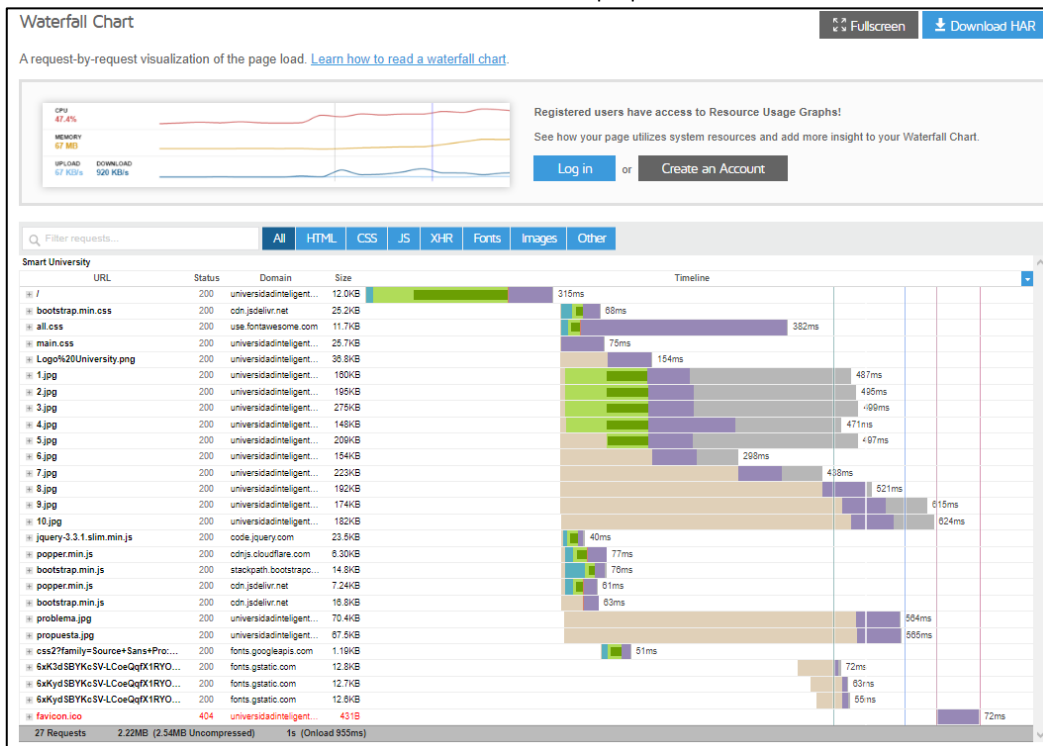 Waterfall Chart
Fullscreen
Download HAR
A request-by-request visualization of the page load. Learn how to read a waterfall chart.
CPU
47.4%
MEMORY
67 MB
UPLOAD DOWNLOAD
67 KB/s 920 KB/s
Registered users have access to Resource Usage Graphs!
See how your page utilizes system resources and add more insight to your Waterfall Chart.
Log in or Create an Account
Filter requests... All HTML CSS JS XHR Fonts Images Other
Smart University
URL Status Domain Size Timeline
/ 200 universidadinteligent... 12.0KB 315ms
bootstrap.min.css 200 cdn.jsdelivr.net 25.2KB 68ms
all.css 200 use.fontawesome.com 11.7KB 382ms
main.css 200 universidadinteligent... 25.7KB 75ms
Logo%20University.png 200 universidadinteligent... 36.8KB 154ms
1.jpg 200 universidadinteligent... 160KB 487ms
2.jpg 200 universidadinteligent... 195KB 495ms
3.jpg 200 universidadinteligent... 275KB 499ms
4.jpg 200 universidadinteligent... 148KB 471ms
5.jpg 200 universidadinteligent... 209KB 497ms
6.jpg 200 universidadinteligent... 154KB 298ms
7.jpg 200 universidadinteligent... 223KB 438ms
8.jpg 200 universidadinteligent... 192KB 521ms
9.jpg 200 universidadinteligent... 174KB 615ms
10.jpg 200 universidadinteligent... 182KB 624ms
jquery-3.3.1.slim.min.js 200 code.jquery.com 23.5KB 40ms
popper.min.js 200 cdnjs.cloudflare.com 6.30KB 77ms
bootstrap.min.js 200 stackpath.bootstrapc... 14.8KB 76ms
popper.min.js 200 cdn.jsdelivr.net 7.24KB 61ms
bootstrap.min.js 200 cdn.jsdelivr.net 16.8KB 63ms
problema.jpg 200 universidadinteligent... 70.4KB 564ms
propuesta.jpg 200 universidadinteligent... 67.5KB 565ms
css2?family=Source+Sans+Pro:... 200 fonts.googleapis.com 1.19KB 51ms
6xK3dSBYKcSV-LCoeQqfX1RYO... 200 fonts.gstatic.com 12.8KB 72ms
6xKydSBYKcSV-LCoeQqfX1RYO... 200 fonts.gstatic.com 12.7KB 63ms
6xKydSBYKcSV-LCoeQqfX1RYO... 200 fonts.gstatic.com 12.6KB 55ms
favicon.ico 404 universidadinteligent... 431B 72ms
27 Requests 2.22MB (2.54MB Uncompressed) 1s (Onload 955ms)